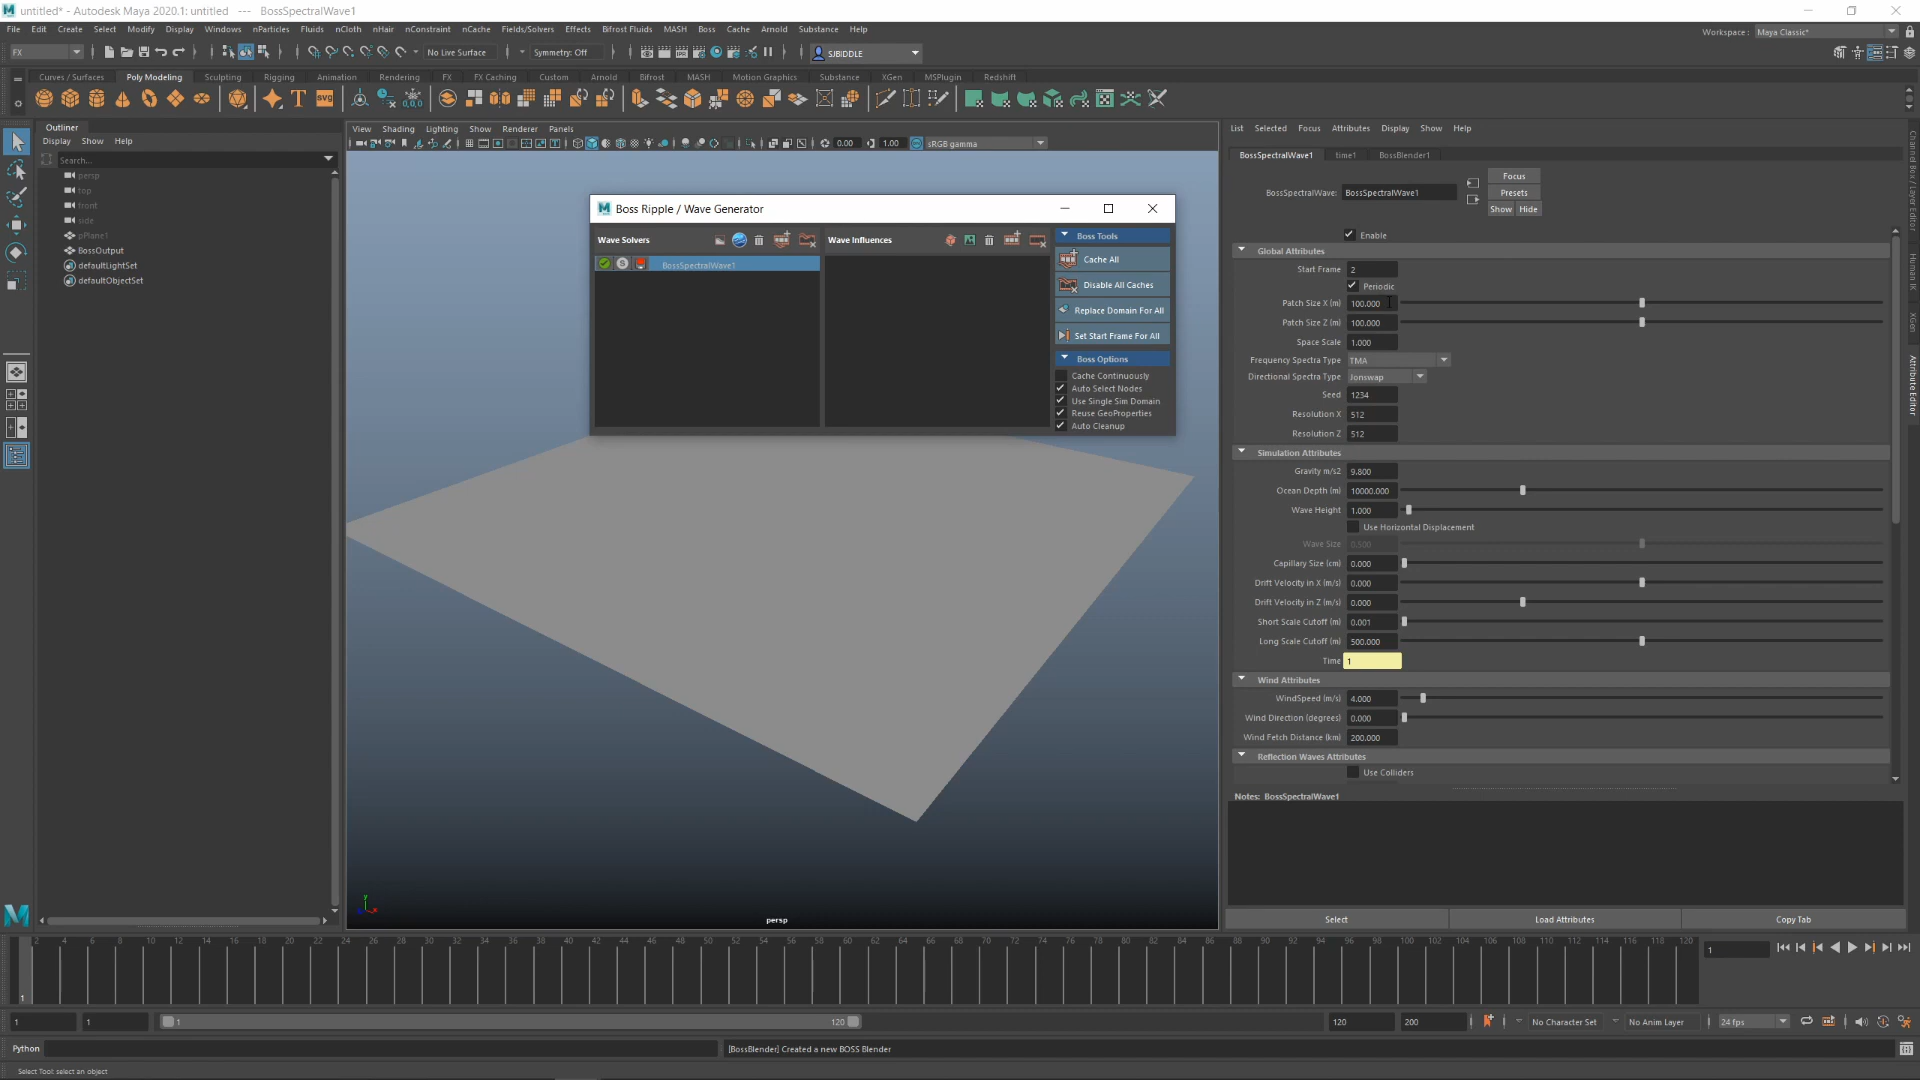 untitled* - Autodesk Maya 2020.1: untitled --- BossSpectralWave1
File Edit Create Select Modify Display Windows nParticles Fluids nCloth nHair nConstraint nCache Fields/Solvers Effects Bifrost Fluids MASH Boss Cache Arnold Substance Help
Workspace : Maya Classic*
FX No Live Surface Symmetry: Off SJBIDDLE
Curves / Surfaces Poly Modeling Sculpting Rigging Animation Rendering FX FX Caching Custom Arnold Bifrost MASH Motion Graphics Substance XGen MSPlugin Redshift
Outliner
Display Show Help
Search...
persp
top
front
side
pPlane1
BossOutput
defaultLightSet
defaultObjectSet
View Shading Lighting Show Renderer Panels
0.00 1.00 sRGB gamma
Boss Ripple / Wave Generator
Wave Solvers
Wave Influences
BossSpectralWave1
Boss Tools
Cache All
Disable All Caches
Replace Domain For All
Set Start Frame For All
Boss Options
Cache Continuously
Auto Select Nodes
Use Single Sim Domain
Reuse GeoProperties
Auto Cleanup
persp
List Selected Focus Attributes Display Show Help
BossSpectralWave1 time1 BossBlender1
BossSpectralWave: BossSpectralWave1
Focus
Presets
Show Hide
Enable
Global Attributes
Start Frame 2
Periodic
Patch Size X (m) 100.000
Patch Size Z (m) 100.000
Space Scale 1.000
Frequency Spectra Type TMA
Directional Spectra Type Jonswap
Seed 1234
Resolution X 512
Resolution Z 512
Simulation Attributes
Gravity m/s2 9.800
Ocean Depth (m) 10000.000
Wave Height 1.000
Use Horizontal Displacement
Wave Size 0.500
Capillary Size (cm) 0.000
Drift Velocity in X (m/s) 0.000
Drift Velocity in Z (m/s) 0.000
Short Scale Cutoff (m) 0.001
Long Scale Cutoff (m) 500.000
Time 1
Wind Attributes
WindSpeed (m/s) 4.000
Wind Direction (degrees) 0.000
Wind Fetch Distance (km) 200.000
Reflection Waves Attributes
Use Colliders
Notes: BossSpectralWave1
Select Load Attributes Copy Tab
Channel Box / Layer Editor
Human IK
XGen
Attribute Editor
2 4 6 8 10 12 14 16 18 20 22 24 26 28 30 32 34 36 38 40 42 44 46 48 50 52 54 56 58 60 62 64 66 68 70 72 74 76 78 80 82 84 86 88 90 92 94 96 98 100 102 104 106 108 110 112 114 116 118 120
1
1
1 1 1 120 120 200 No Character Set No Anim Layer 24 fps
Python [BossBlender] Created a new BOSS Blender
Select Tool: select an object